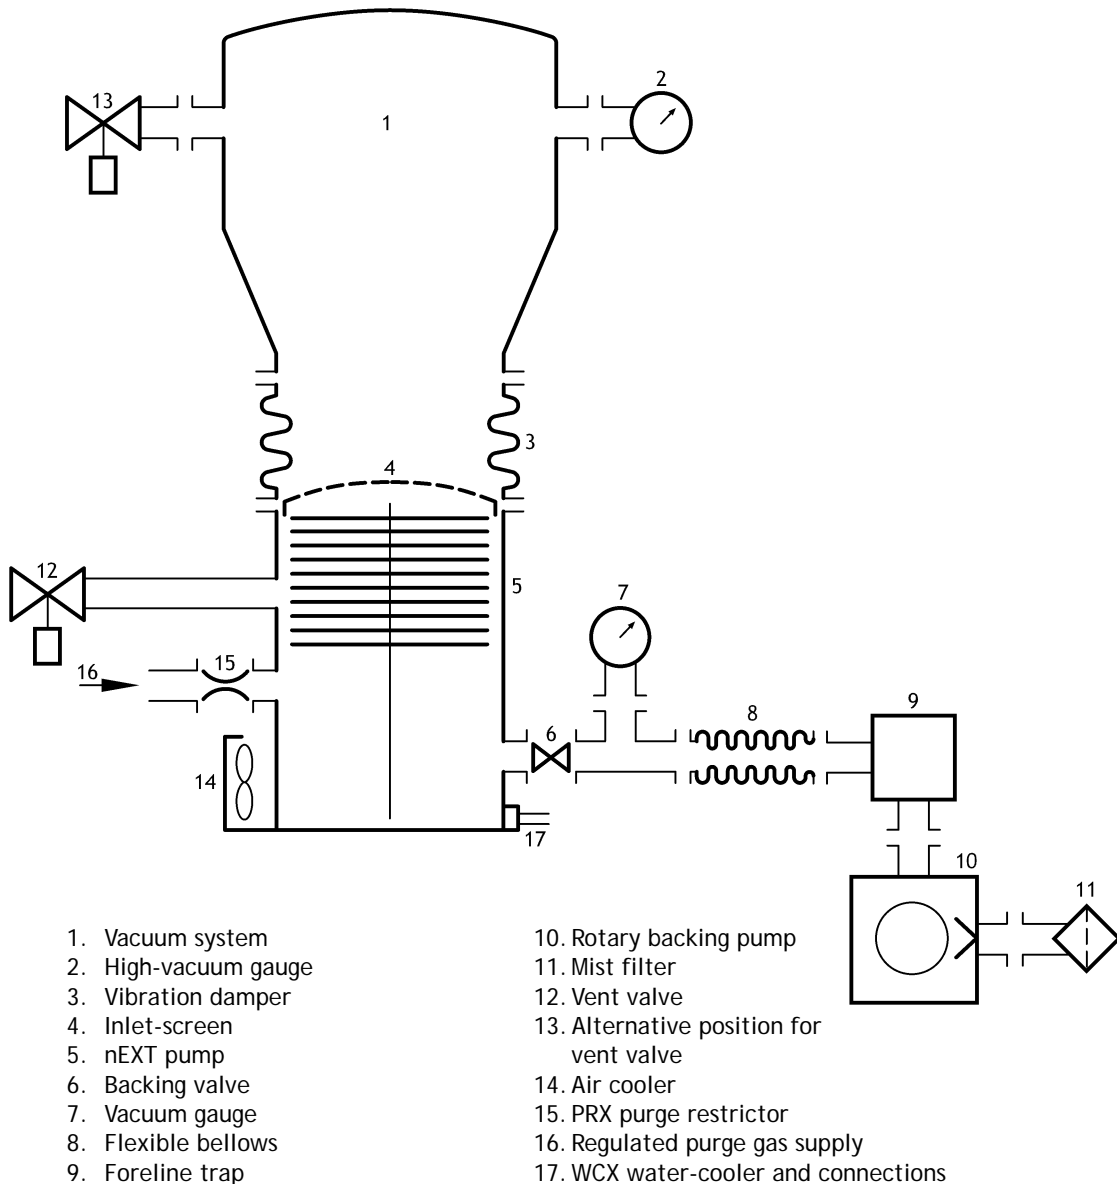 13
2
1
3
4
12
5
7
16
15
6
8
9
14
17
10
11
1. Vacuum system
2. High-vacuum gauge
3. Vibration damper
4. Inlet-screen
5. nEXT pump
6. Backing valve
7. Vacuum gauge
8. Flexible bellows
9. Foreline trap
10. Rotary backing pump
11. Mist filter
12. Vent valve
13. Alternative position for
vent valve
14. Air cooler
15. PRX purge restrictor
16. Regulated purge gas supply
17. WCX water-cooler and connections